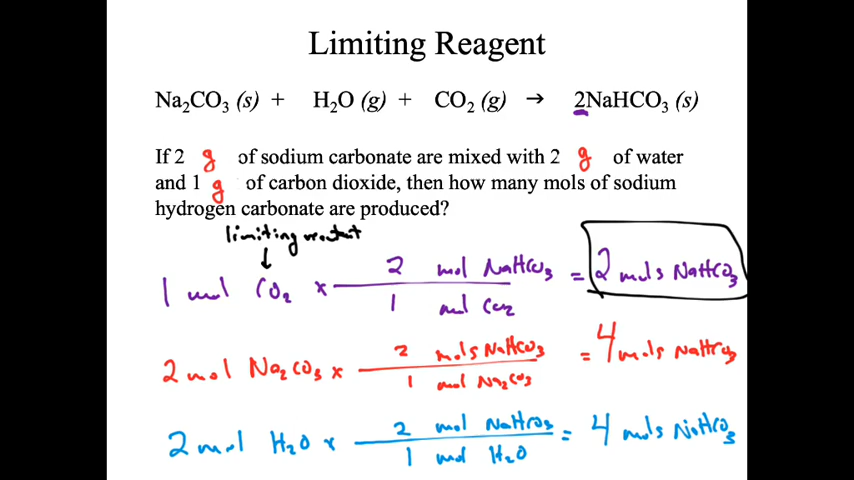 Limiting Reagent
Na₂CO₃ (s) + H₂O (g) + CO₂ (g) → 2NaHCO₃ (s)
If 2 g of sodium carbonate are mixed with 2 g of water
and 1 g of carbon dioxide, then how many mols of sodium
hydrogen carbonate are produced?
limiting reactant
↓
1 mol CO₂ × 2 mol NaHCO₃ = 2 mols NaHCO₃
1 mol CO₂
2 mol Na₂CO₃ × 2 mols NaHCO₃ = 4 mols NaHCO₃
1 mol Na₂CO₃
2 mol H₂O × 2 mol NaHCO₃ = 4 mols NaHCO₃
1 mol H₂O